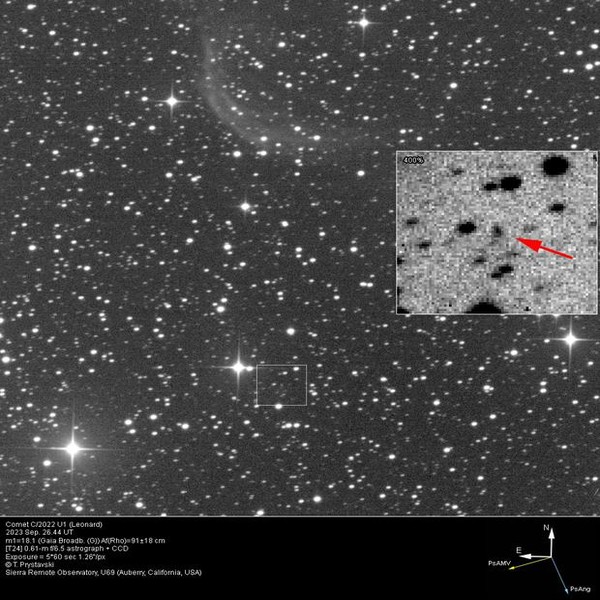 400%
Comet C/2022 U1 (Leonard)
2023 Sep. 26.44 UT
m1=18.1 (Gaia Broadb. (G)) Af(Rho)=91±18 cm
[T24] 0.61-m f/6.5 astrograph + CCD
Exposure = 5*60 sec 1.26"/px
© T. Prystavski
Sierra Remote Observatory, U69 (Auberry, California, USA)
N
E
PsAMV
PsAng